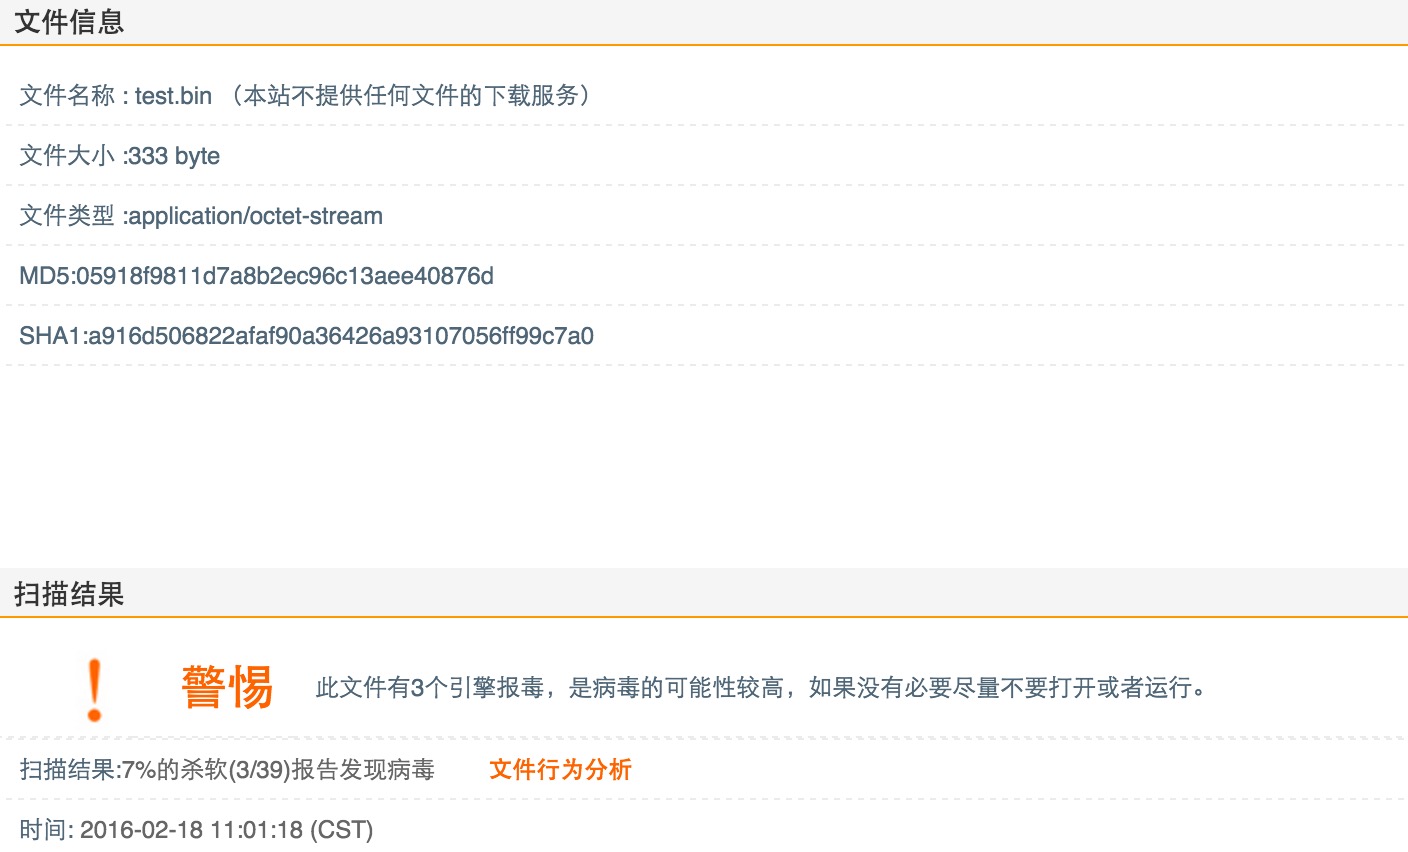 文件信息
文件名称 : test.bin （本站不提供任何文件的下载服务）
文件大小 :333 byte
文件类型 :application/octet-stream
MD5:05918f9811d7a8b2ec96c13aee40876d
SHA1:a916d506822afaf90a36426a93107056ff99c7a0
扫描结果
! 警惕 此文件有3个引擎报毒，是病毒的可能性较高，如果没有必要尽量不要打开或者运行。
扫描结果:7%的杀软(3/39)报告发现病毒 文件行为分析
时间: 2016-02-18 11:01:18 (CST)